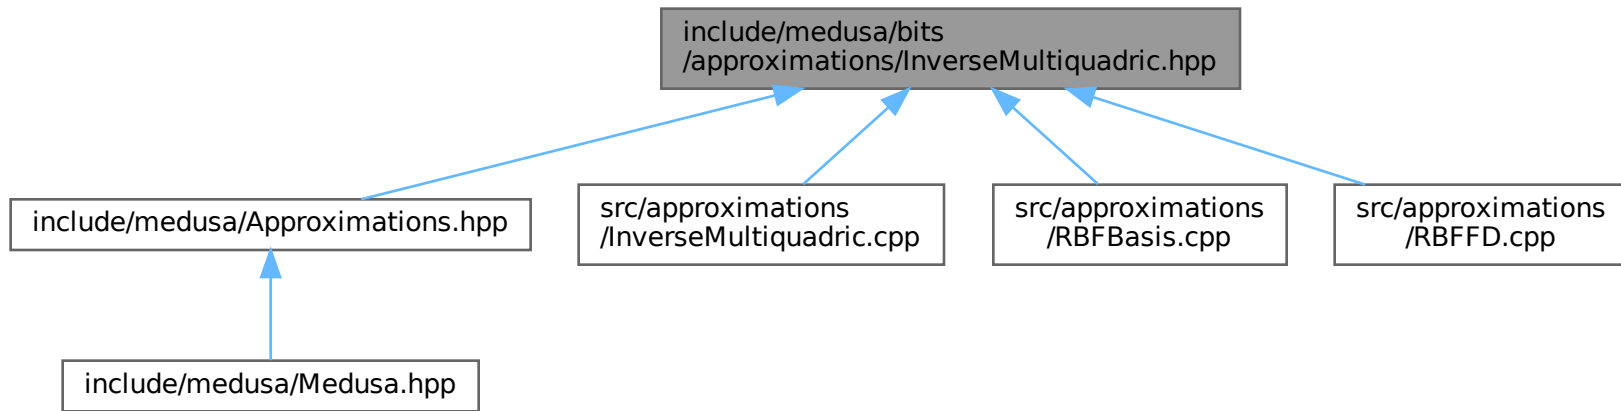 include/medusa/bits
/approximations/InverseMultiquadric.hpp
include/medusa/Approximations.hpp
src/approximations
/InverseMultiquadric.cpp
src/approximations
/RBFBasis.cpp
src/approximations
/RBFFD.cpp
include/medusa/Medusa.hpp